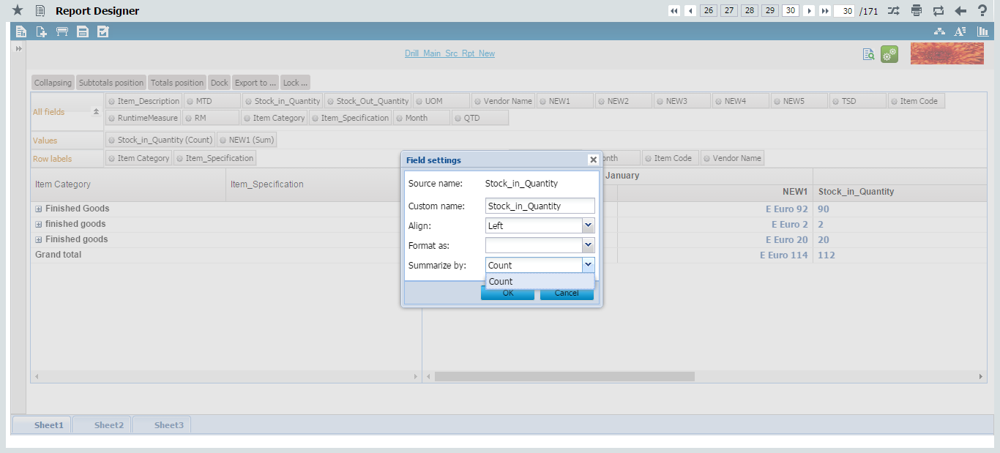 Report Designer
26 27 28 29 30 30 /171
Drill_Main_Src_Rpt_New
Collapsing Subtotals position Totals position Dock Export to ... Lock ...
All fields
Item_Description MTD Stock_in_Quantity Stock_Out_Quantity UOM Vendor Name NEW1 NEW2 NEW3 NEW4 NEW5 TSD Item Code
RuntimeMeasure RM Item Category Item_Specification Month QTD
Values Stock_in_Quantity (Count) NEW1 (Sum)
Row labels Item Category Item_Specification onth Item Code Vendor Name
Item Category Item_Specification
January
NEW1 Stock_in_Quantity
Finished Goods E Euro 92 90
finished goods E Euro 2 2
Finished goods E Euro 20 20
Grand total E Euro 114 112
Field settings
Source name: Stock_in_Quantity
Custom name: Stock_in_Quantity
Align: Left
Format as:
Summarize by: Count
Count
OK Cancel
Sheet1 Sheet2 Sheet3